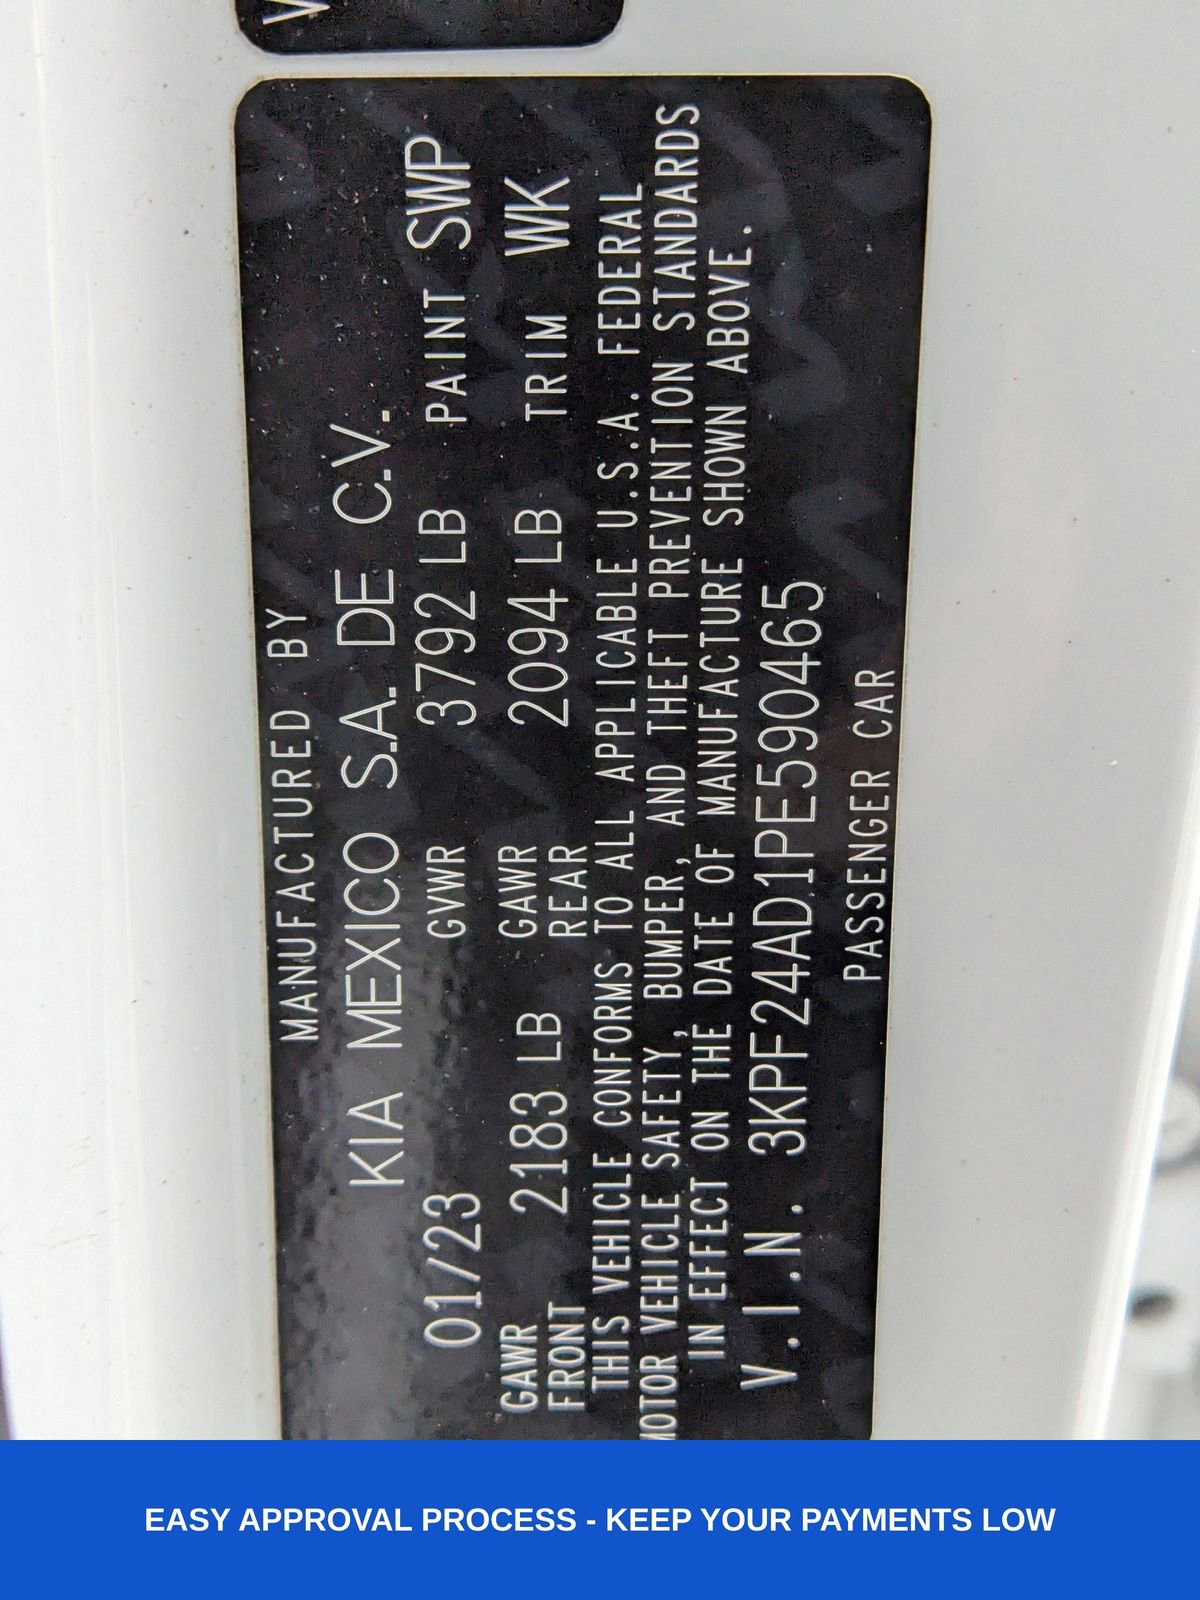 MANUFACTURED BY
KIA MEXICO S.A. DE C.V.
01/23 GVWR 3792 LB PAINT SWP
GAWR FRONT 2183 LB GAWR REAR 2094 LB TRIM WK
THIS VEHICLE CONFORMS TO ALL APPLICABLE U.S.A. FEDERAL
MOTOR VEHICLE SAFETY, BUMPER, AND THEFT PREVENTION STANDARDS
IN EFFECT ON THE DATE OF MANUFACTURE SHOWN ABOVE.
V.I.N. 3KPF24AD1PE590465
PASSENGER CAR
EASY APPROVAL PROCESS - KEEP YOUR PAYMENTS LOW